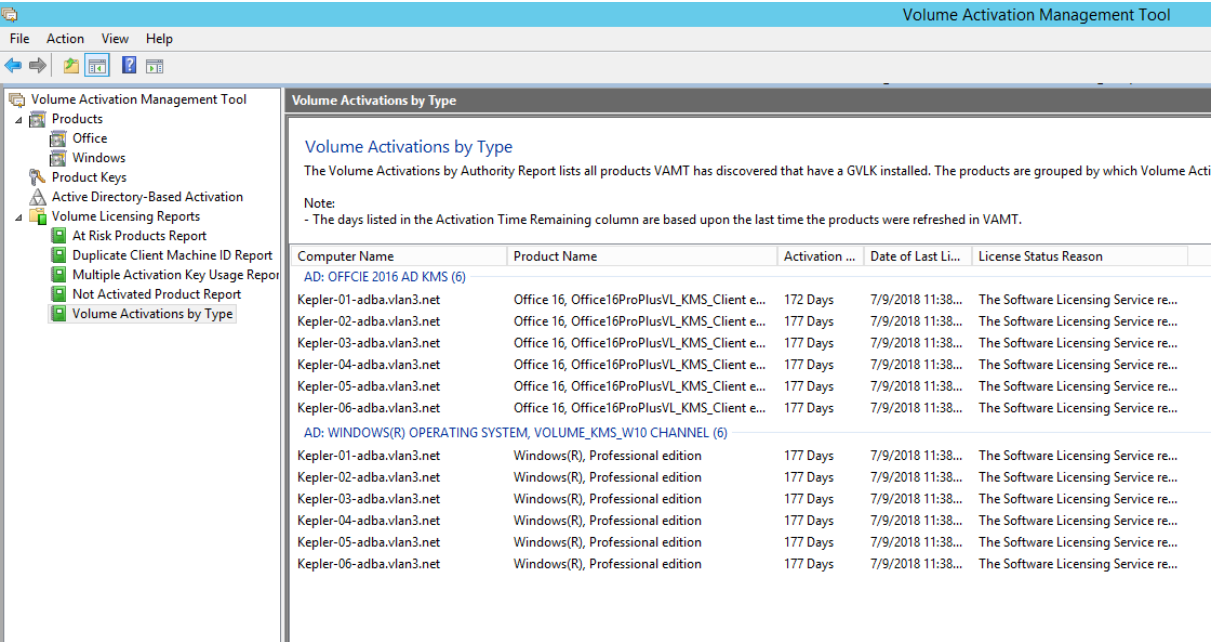 Volume Activation Management Tool
File Action View Help
Volume Activation Management Tool
Products
Office
Windows
Product Keys
Active Directory-Based Activation
Volume Licensing Reports
At Risk Products Report
Duplicate Client Machine ID Report
Multiple Activation Key Usage Repor
Not Activated Product Report
Volume Activations by Type
Volume Activations by Type
Volume Activations by Type
The Volume Activations by Authority Report lists all products VAMT has discovered that have a GVLK installed. The products are grouped by which Volume Acti
Note:
- The days listed in the Activation Time Remaining column are based upon the last time the products were refreshed in VAMT.
Computer Name Product Name Activation ... Date of Last Li... License Status Reason
AD: OFFCIE 2016 AD KMS (6)
Kepler-01-adba.vlan3.net Office 16, Office16ProPlusVL_KMS_Client e... 172 Days 7/9/2018 11:38... The Software Licensing Service re...
Kepler-02-adba.vlan3.net Office 16, Office16ProPlusVL_KMS_Client e... 177 Days 7/9/2018 11:38... The Software Licensing Service re...
Kepler-03-adba.vlan3.net Office 16, Office16ProPlusVL_KMS_Client e... 177 Days 7/9/2018 11:38... The Software Licensing Service re...
Kepler-04-adba.vlan3.net Office 16, Office16ProPlusVL_KMS_Client e... 177 Days 7/9/2018 11:38... The Software Licensing Service re...
Kepler-05-adba.vlan3.net Office 16, Office16ProPlusVL_KMS_Client e... 177 Days 7/9/2018 11:38... The Software Licensing Service re...
Kepler-06-adba.vlan3.net Office 16, Office16ProPlusVL_KMS_Client e... 177 Days 7/9/2018 11:38... The Software Licensing Service re...
AD: WINDOWS(R) OPERATING SYSTEM, VOLUME_KMS_W10 CHANNEL (6)
Kepler-01-adba.vlan3.net Windows(R), Professional edition 177 Days 7/9/2018 11:38... The Software Licensing Service re...
Kepler-02-adba.vlan3.net Windows(R), Professional edition 177 Days 7/9/2018 11:38... The Software Licensing Service re...
Kepler-03-adba.vlan3.net Windows(R), Professional edition 177 Days 7/9/2018 11:38... The Software Licensing Service re...
Kepler-04-adba.vlan3.net Windows(R), Professional edition 177 Days 7/9/2018 11:38... The Software Licensing Service re...
Kepler-05-adba.vlan3.net Windows(R), Professional edition 177 Days 7/9/2018 11:38... The Software Licensing Service re...
Kepler-06-adba.vlan3.net Windows(R), Professional edition 177 Days 7/9/2018 11:38... The Software Licensing Service re...